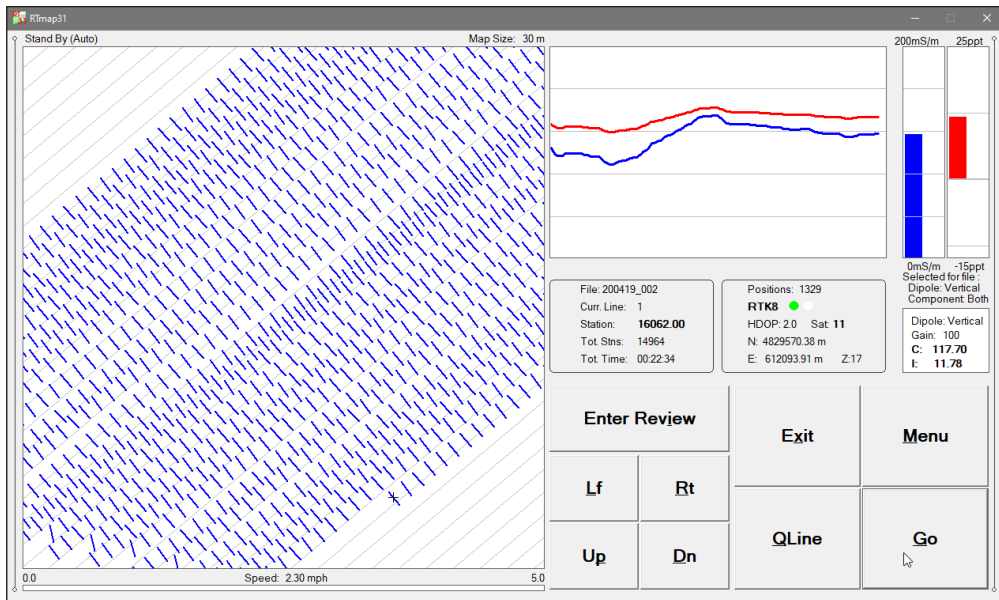 RTmap31
Stand By (Auto)
Map Size: 30 m
200mS/m
25ppt
0mS/m
-15ppt
Selected for file :
Dipole: Vertical
Component: Both
File: 200419_002
Curr. Line: 1
Station: 16062.00
Tot. Stns: 14964
Tot. Time: 00:22:34
Positions: 1329
RTK8
HDOP: 2.0 Sat: 11
N: 4829570.38 m
E: 612093.91 m Z:17
Dipole: Vertical
Gain: 100
C: 117.70
I: 11.78
Enter Review
Exit
Menu
Lf
Rt
Up
Dn
QLine
Go
0.0
Speed: 2.30 mph
5.0